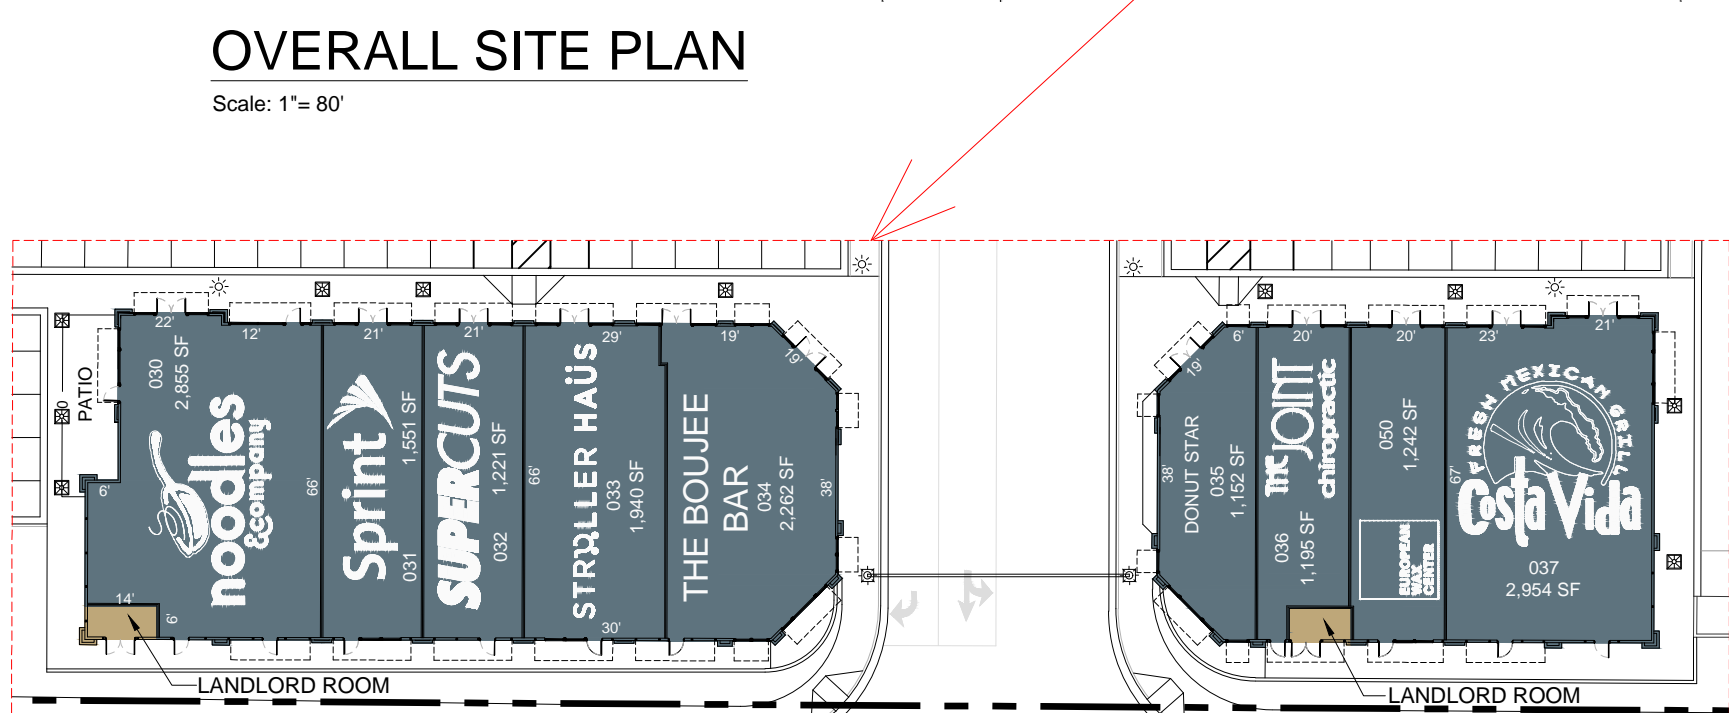 OVERALL SITE PLAN
Scale: 1"= 80'
22'
12'
21'
21'
29'
19'
19'
030
2,855 SF
noodles
&company
PATIO
6'
14'
6'
66'
Sprint
1,551 SF
031
SUPERCUTS
1,221 SF
032
66'
STROLLER HAÜS
033
1,940 SF
30'
THE BOUJEE
BAR
034
2,262 SF
38'
LANDLORD ROOM
6'
20'
20'
23'
21'
19'
38'
DONUT STAR
035
1,152 SF
THE JOINT
chiropractic
036
1,195 SF
050
1,242 SF
EUROPEAN
WAX
CENTER
67'
FRESH MEXICAN GRILL
Costa Vida
037
2,954 SF
LANDLORD ROOM